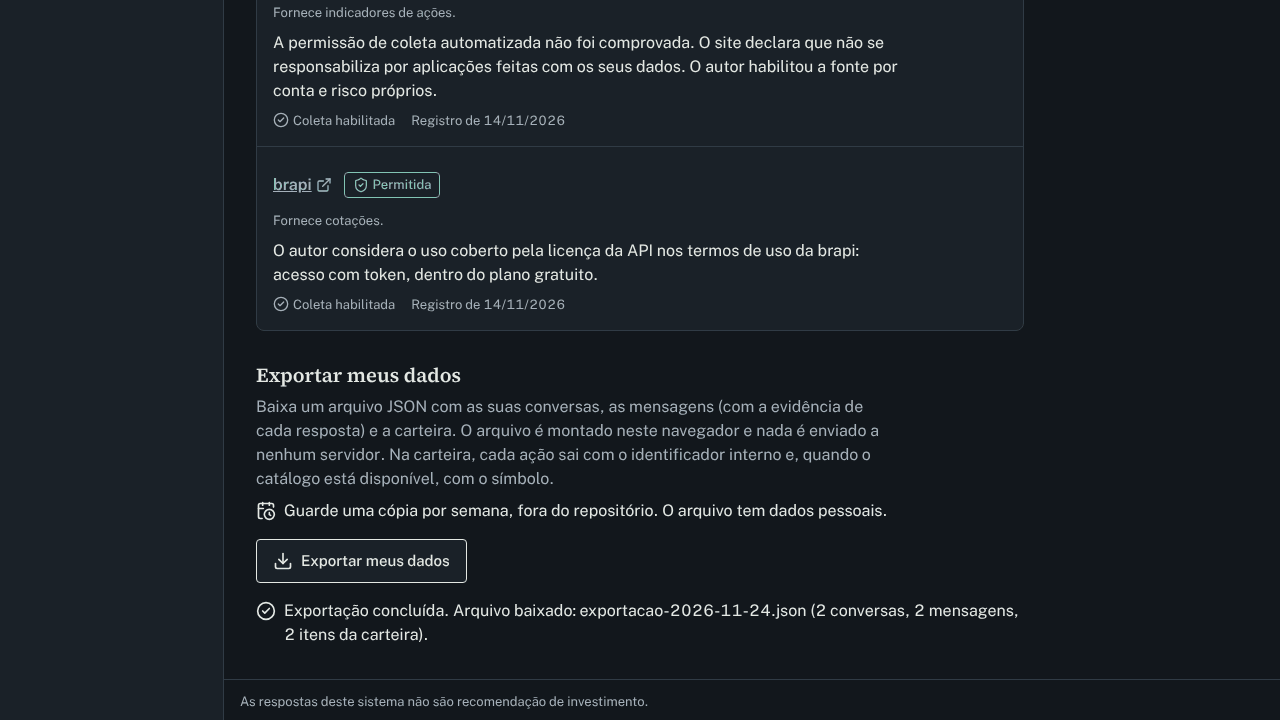 Fornece indicadores de ações.
A permissão de coleta automatizada não foi comprovada. O site declara que não se
responsabiliza por aplicações feitas com os seus dados. O autor habilitou a fonte por
conta e risco próprios.
Coleta habilitada Registro de 14/11/2026
brapi Permitida
Fornece cotações.
O autor considera o uso coberto pela licença da API nos termos de uso da brapi:
acesso com token, dentro do plano gratuito.
Coleta habilitada Registro de 14/11/2026
Exportar meus dados
Baixa um arquivo JSON com as suas conversas, as mensagens (com a evidência de
cada resposta) e a carteira. O arquivo é montado neste navegador e nada é enviado a
nenhum servidor. Na carteira, cada ação sai com o identificador interno e, quando o
catálogo está disponível, com o símbolo.
Guarde uma cópia por semana, fora do repositório. O arquivo tem dados pessoais.
Exportar meus dados
Exportação concluída. Arquivo baixado: exportacao-2026-11-24.json (2 conversas, 2 mensagens,
2 itens da carteira).
As respostas deste sistema não são recomendação de investimento.